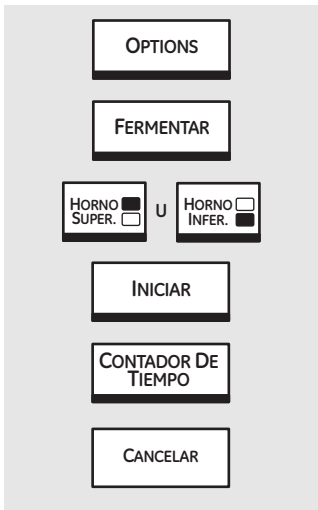 OPTIONS
FERMENTAR
HORNO SUPER. U HORNO INFER.
INICIAR
CONTADOR DE
TIEMPO
CANCELAR